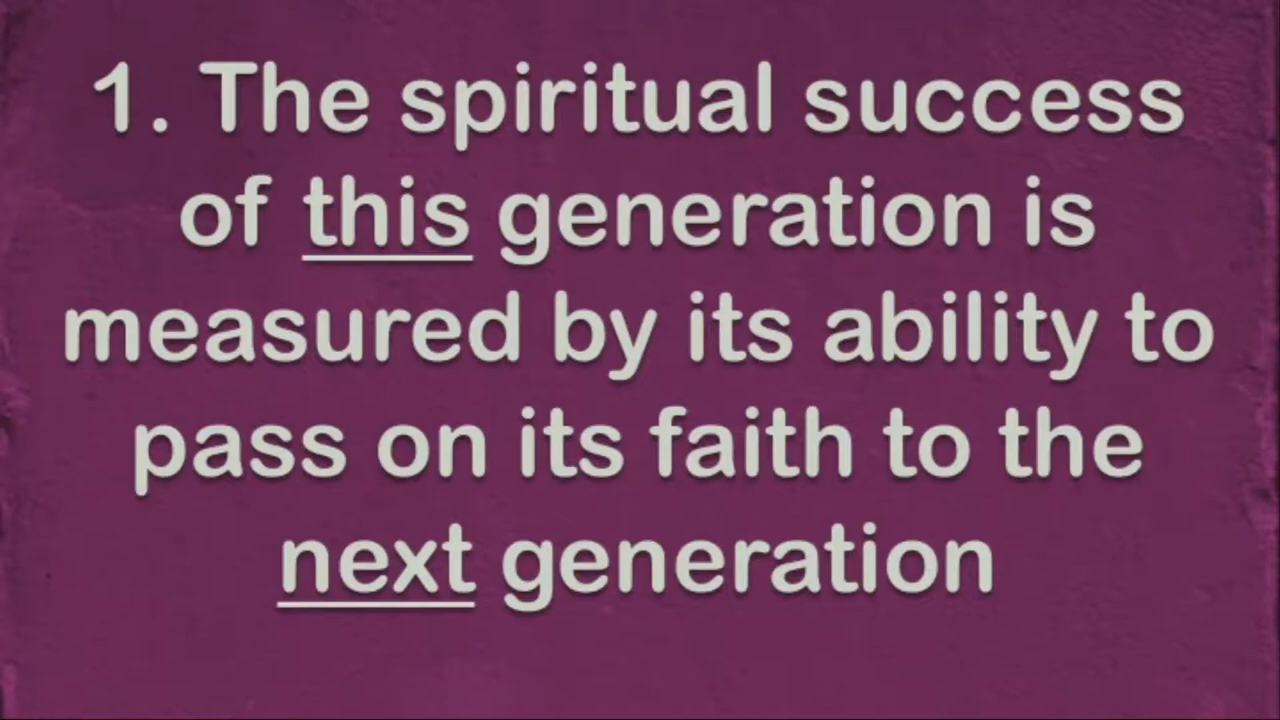 1. The spiritual success
of this generation is
measured by its ability to
pass on its faith to the
next generation